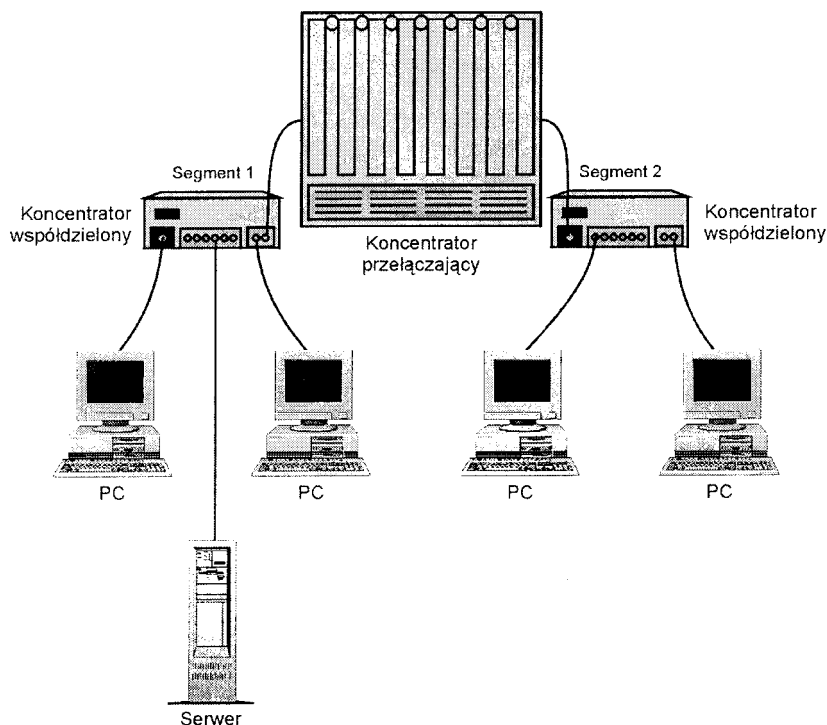 Segment 1
Segment 2
Koncentrator
współdzielony
Koncentrator
przełączający
Koncentrator
współdzielony
PC
PC
PC
PC
Serwer